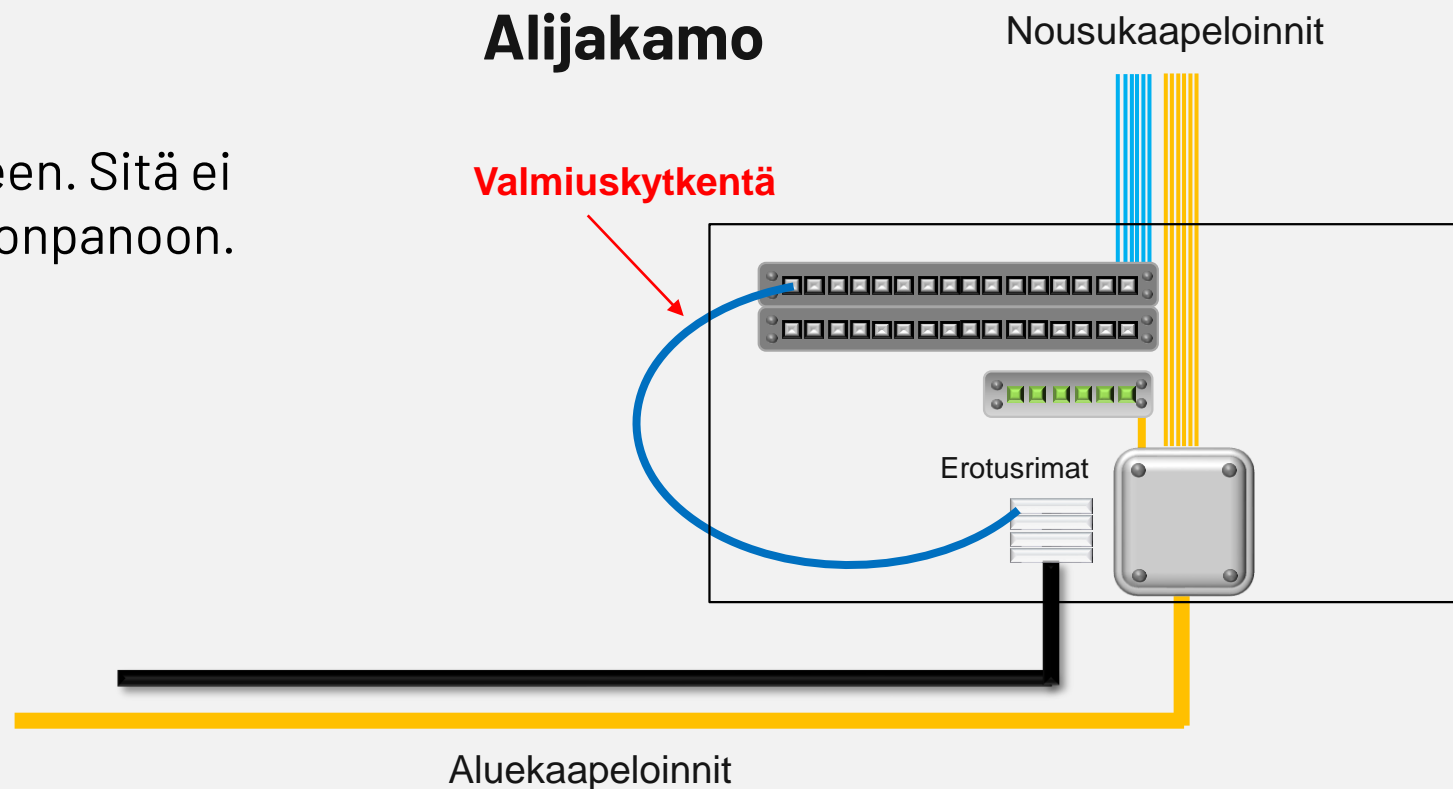 Alijakamo
Nousukaapeloinnit
een. Sitä ei
onpanoon.
Valmiuskytkentä
Erotusrimat
Aluekaapeloinnit